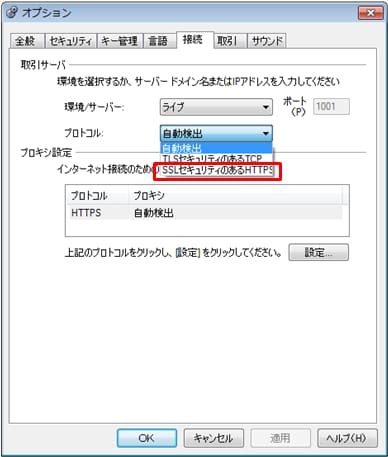 オプション
全般 セキュリティ キー管理 言語 接続 取引 サウンド
取引サーバ
環境を選択するか、サーバー ドメイン名またはIPアドレスを入力してください
環境/サーバー: ライブ ポート(P) 1001
プロトコル: 自動検出
自動検出
TLSセキュリティのあるTCP
SSLセキュリティのあるHTTPS
プロキシ設定
インターネット接続のための
プロトコル プロキシ
HTTPS 自動検出
上記のプロトコルをクリックし、[設定]をクリックしてください。 設定...
OK キャンセル 適用 ヘルプ(H)